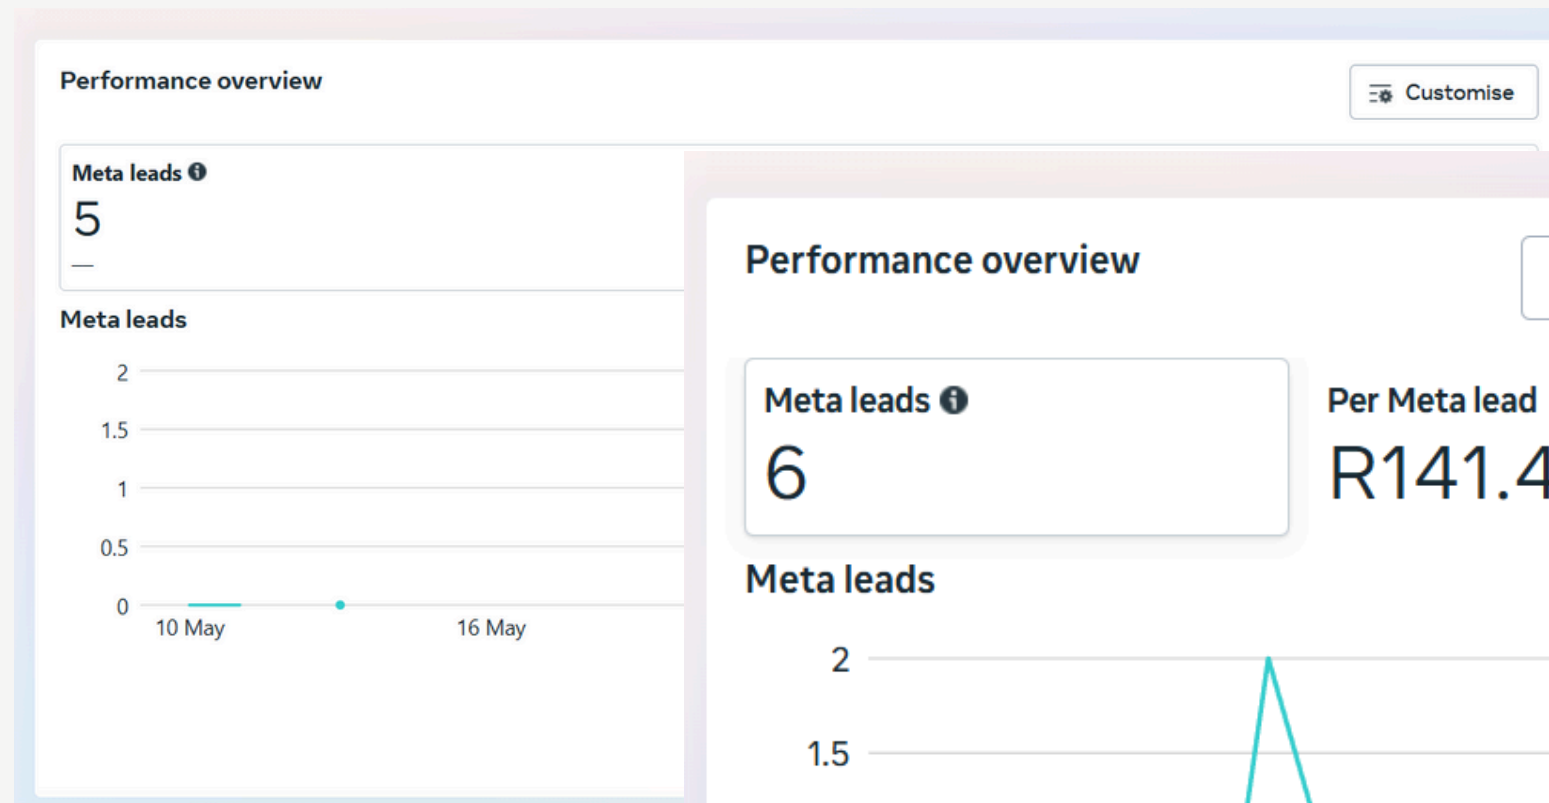 Performance overview
Customise
Meta leads
5
—
Meta leads
2
1.5
1
0.5
0
10 May
16 May
Performance overview
Meta leads
6
Per Meta lead
R141.4
Meta leads
2
1.5